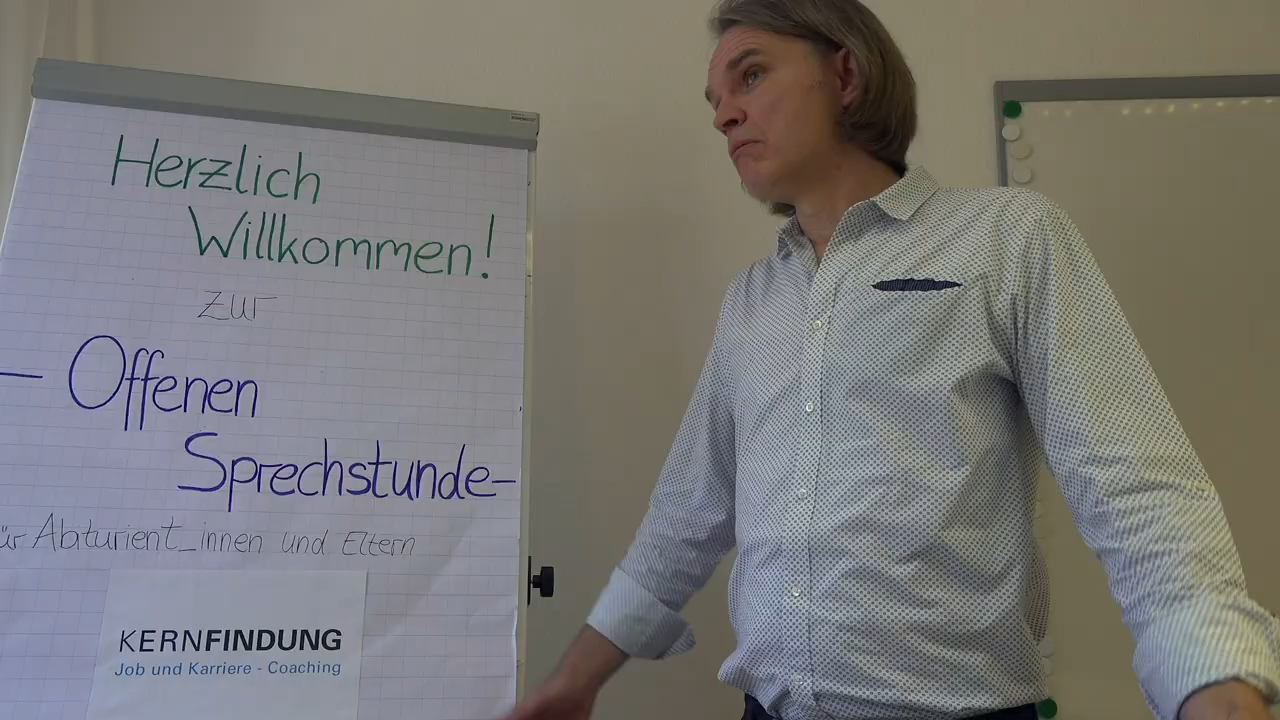 Herzlich
Willkommen!
zur
- Offenen
Sprechstunde-
Abiturient_innen und Eltern
KERNFINDUNG
Job und Karriere - Coaching